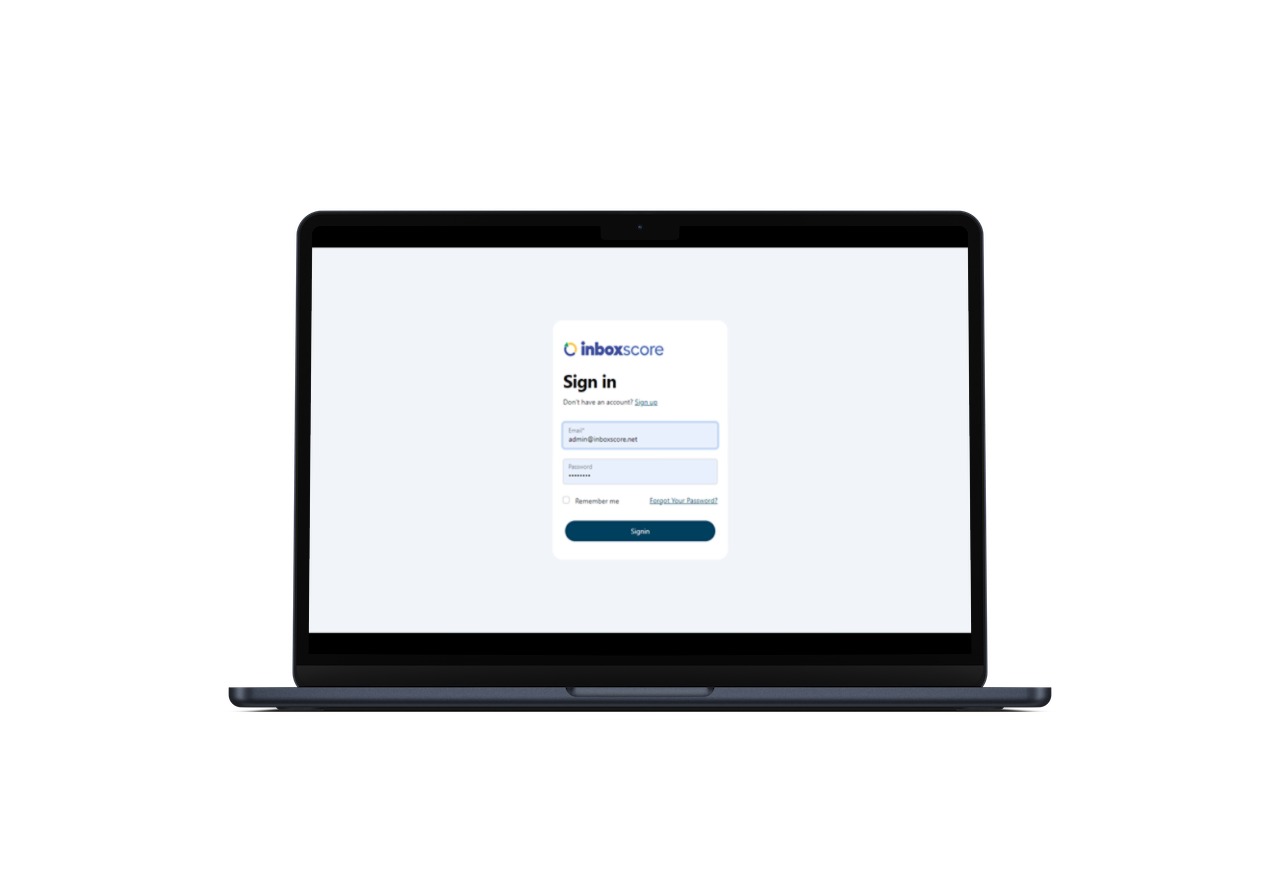 inboxscore
Sign in
Don't have an account? Sign up
Email*
admin@inboxscore.net
Password
••••••••
Remember me Forgot Your Password?
Signin